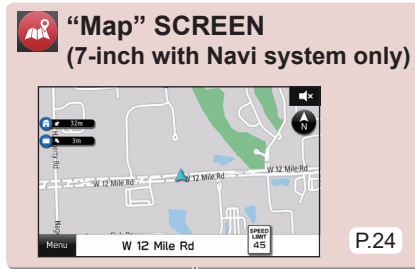 “Map” SCREEN
(7-inch with Navi system only)
32m
N
3m
W 12 Mile Rd
W 12 Mile Rd
W 12 Mile Rd
Menu
W 12 Mile Rd
SPEED
LIMIT
45
P.24